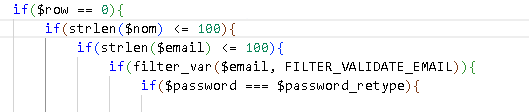 if($row == 0){
if(strlen($nom) <= 100){
if(strlen($email) <= 100){
if(filter_var($email, FILTER_VALIDATE_EMAIL)){
if($password === $password_retype){